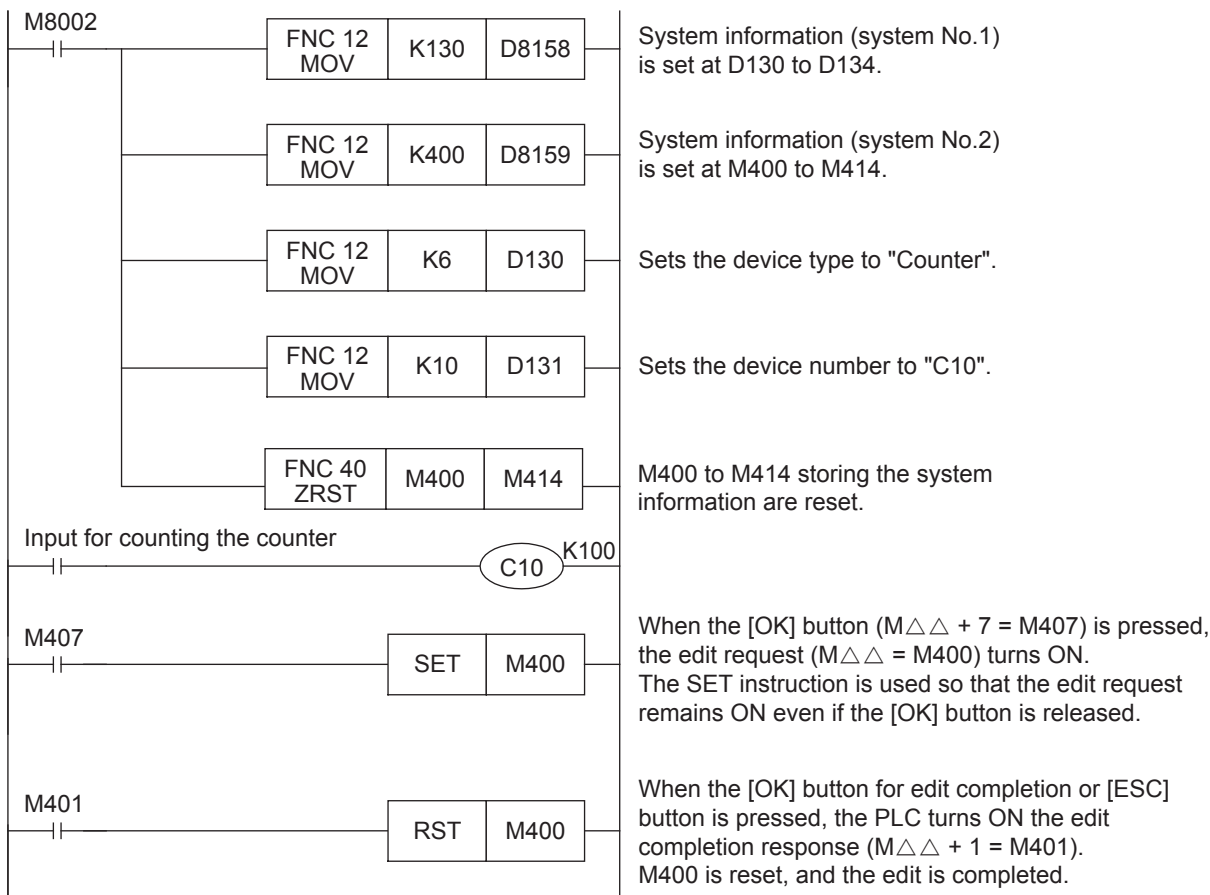 M8002
FNC 12
MOV
K130
D8158
System information (system No.1)
is set at D130 to D134.
FNC 12
MOV
K400
D8159
System information (system No.2)
is set at M400 to M414.
FNC 12
MOV
K6
D130
Sets the device type to "Counter".
FNC 12
MOV
K10
D131
Sets the device number to "C10".
FNC 40
ZRST
M400
M414
M400 to M414 storing the system
information are reset.
Input for counting the counter
C10
K100
M407
SET
M400
When the [OK] button (M△△ + 7 = M407) is pressed,
the edit request (M△△ = M400) turns ON.
The SET instruction is used so that the edit request
remains ON even if the [OK] button is released.
M401
RST
M400
When the [OK] button for edit completion or [ESC]
button is pressed, the PLC turns ON the edit
completion response (M△△ + 1 = M401).
M400 is reset, and the edit is completed.